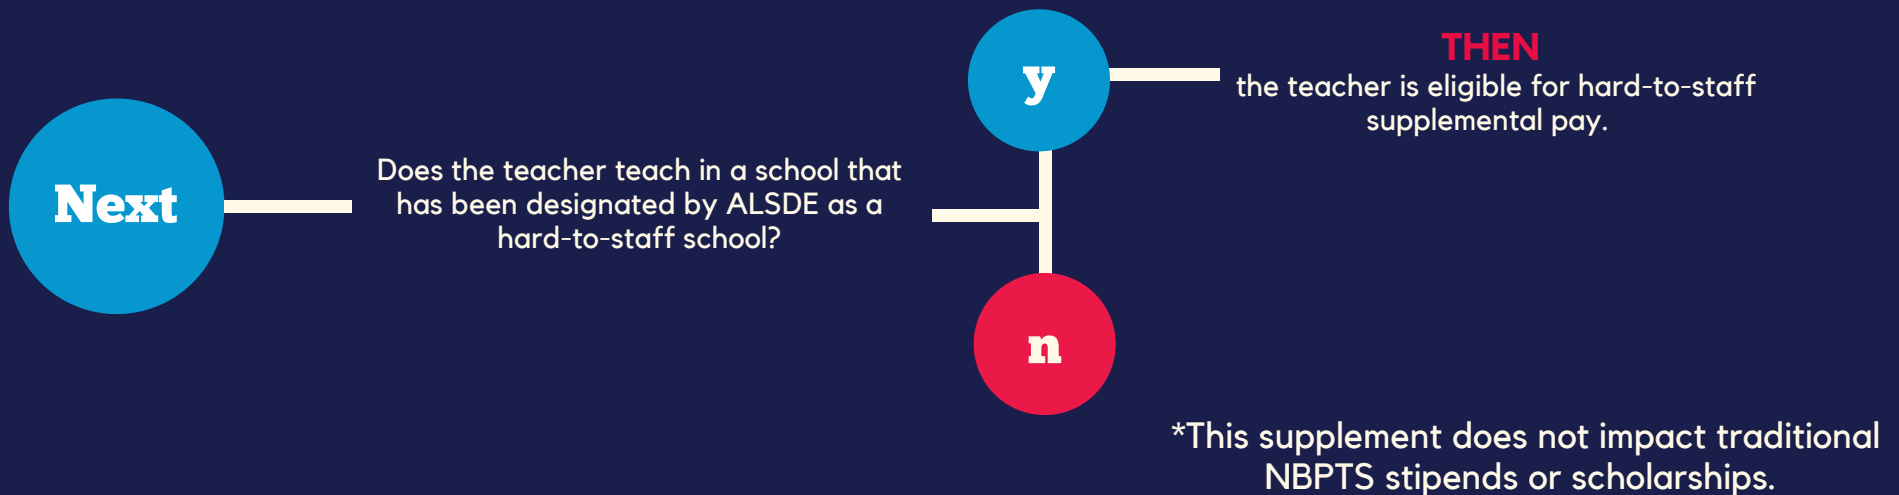 Next
Does the teacher teach in a school that
has been designated by ALSDE as a
hard-to-staff school?
y
THEN
the teacher is eligible for hard-to-staff
supplemental pay.
n
*This supplement does not impact traditional
NBPTS stipends or scholarships.